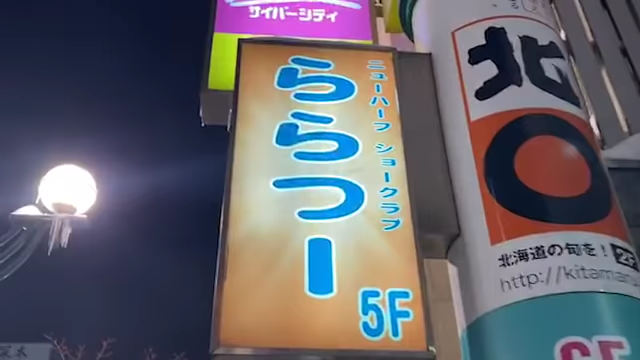 サイバーシティ
ららつー
ニューハーフ ショークラブ
5F
北
北海道の旬を!
http://kitama